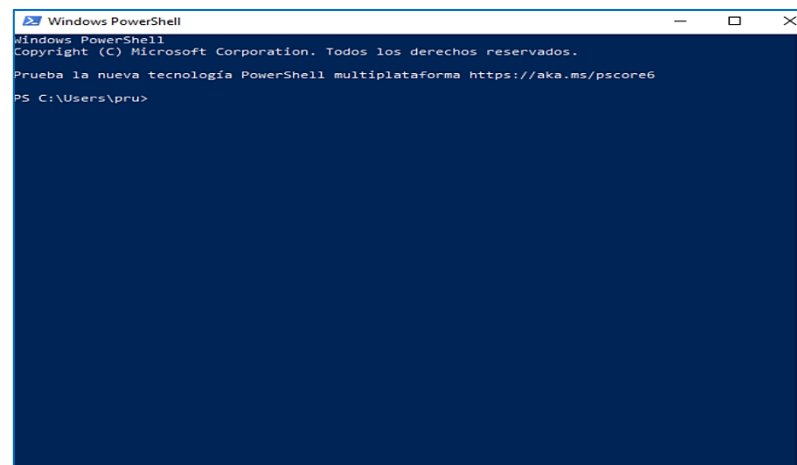 Windows PowerShell
Windows PowerShell
Copyright (C) Microsoft Corporation. Todos los derechos reservados.
Prueba la nueva tecnología PowerShell multiplataforma https://aka.ms/pscore6
PS C:\Users\pru>